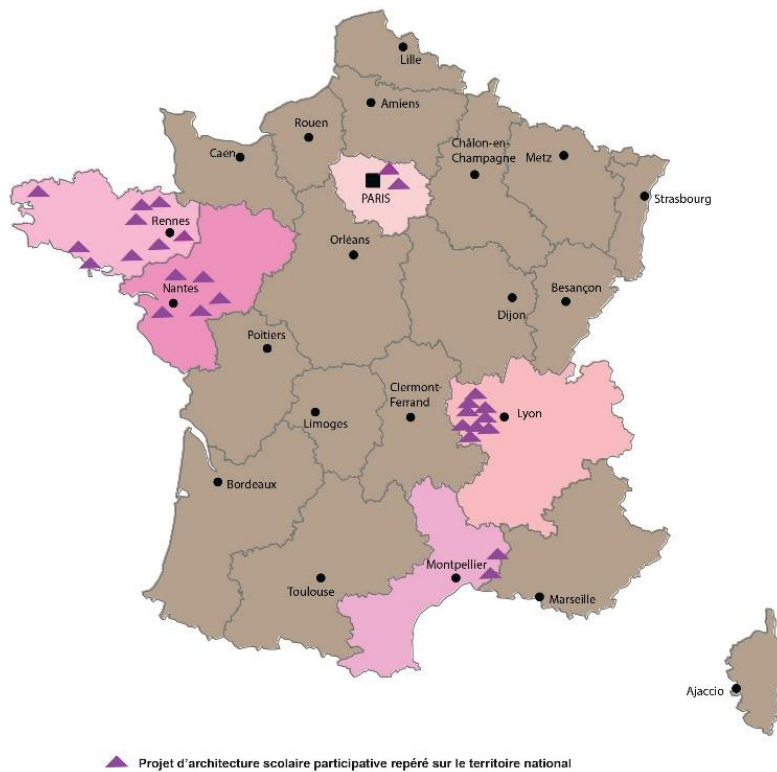 Lille
Amiens
Rouen
Châlon-en-
Champagne
Metz
Caen
PARIS
Strasbourg
Rennes
Orléans
Besançon
Nantes
Dijon
Poitiers
Clermont-
Ferrand
Lyon
Limoges
Bordeaux
Montpellier
Toulouse
Marseille
Ajaccio
Projet d'architecture scolaire participative repéré sur le territoire national